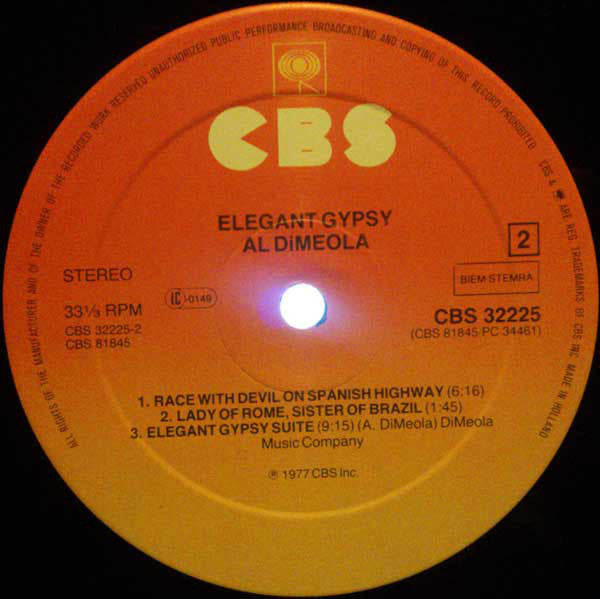 ALL RIGHTS OF THE MANUFACTURER AND OF THE OWNER OF THE RECORDED WORK RESERVED UNAUTHORIZED PUBLIC PERFORMANCE BROADCASTING AND COPYING OF THIS RECORD PROHIBITED CBS & ARE REG. TRADEMARKS OF CBS INC. MADE IN HOLLAND
CBS
ELEGANT GYPSY
AL DiMEOLA
2
STEREO
BIEM STEMRA
IC -0149
33⅓ RPM
CBS 32225
CBS 32225-2
(CBS 81845-PC 34461)
CBS 81845
1. RACE WITH DEVIL ON SPANISH HIGHWAY (6:16)
2. LADY OF ROME, SISTER OF BRAZIL (1:45)
3. ELEGANT GYPSY SUITE (9:15) (A. DiMeola) DiMeola
Music Company
℗ 1977 CBS Inc.